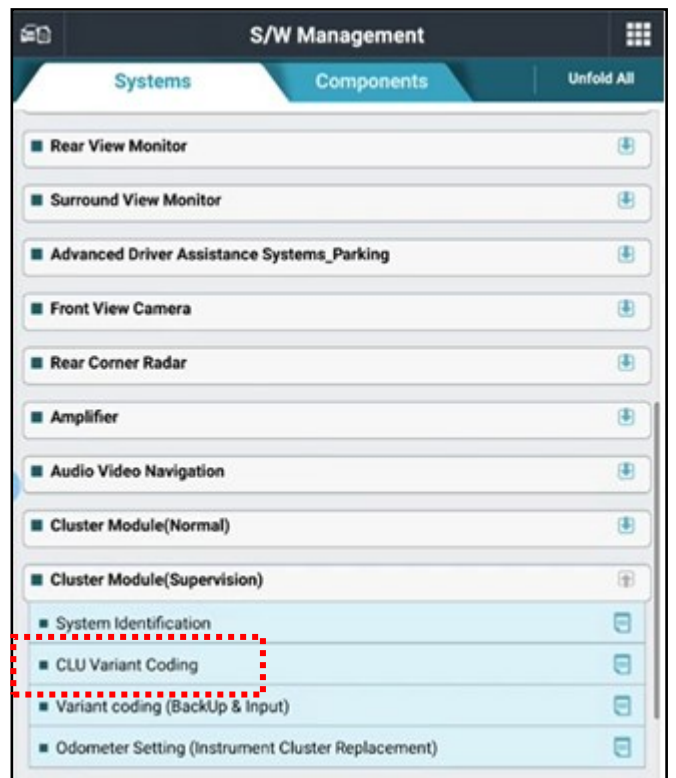 S/W Management
Systems
Components
Unfold All
Rear View Monitor
Surround View Monitor
Advanced Driver Assistance Systems_Parking
Front View Camera
Rear Corner Radar
Amplifier
Audio Video Navigation
Cluster Module(Normal)
Cluster Module(Supervision)
System Identification
CLU Variant Coding
Variant coding (BackUp & Input)
Odometer Setting (Instrument Cluster Replacement)